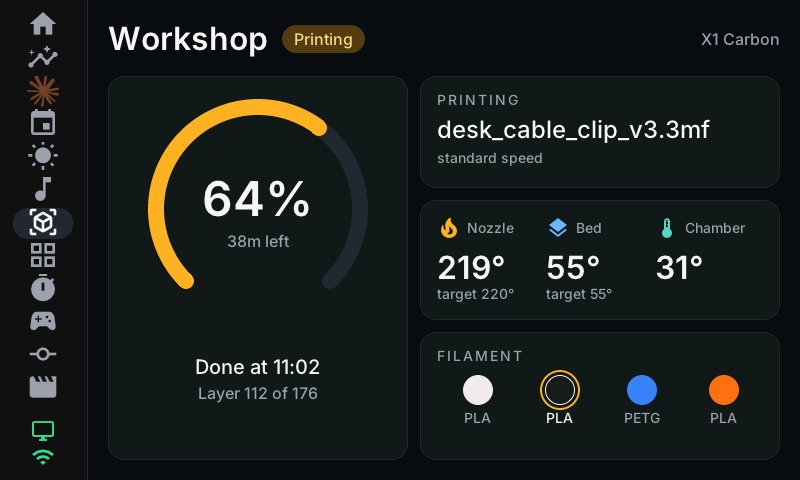 Workshop
Printing
X1 Carbon
64%
38m left
Done at 11:02
Layer 112 of 176
PRINTING
desk_cable_clip_v3.3mf
standard speed
Nozzle
219°
target 220°
Bed
55°
target 55°
Chamber
31°
FILAMENT
PLA
PLA
PETG
PLA